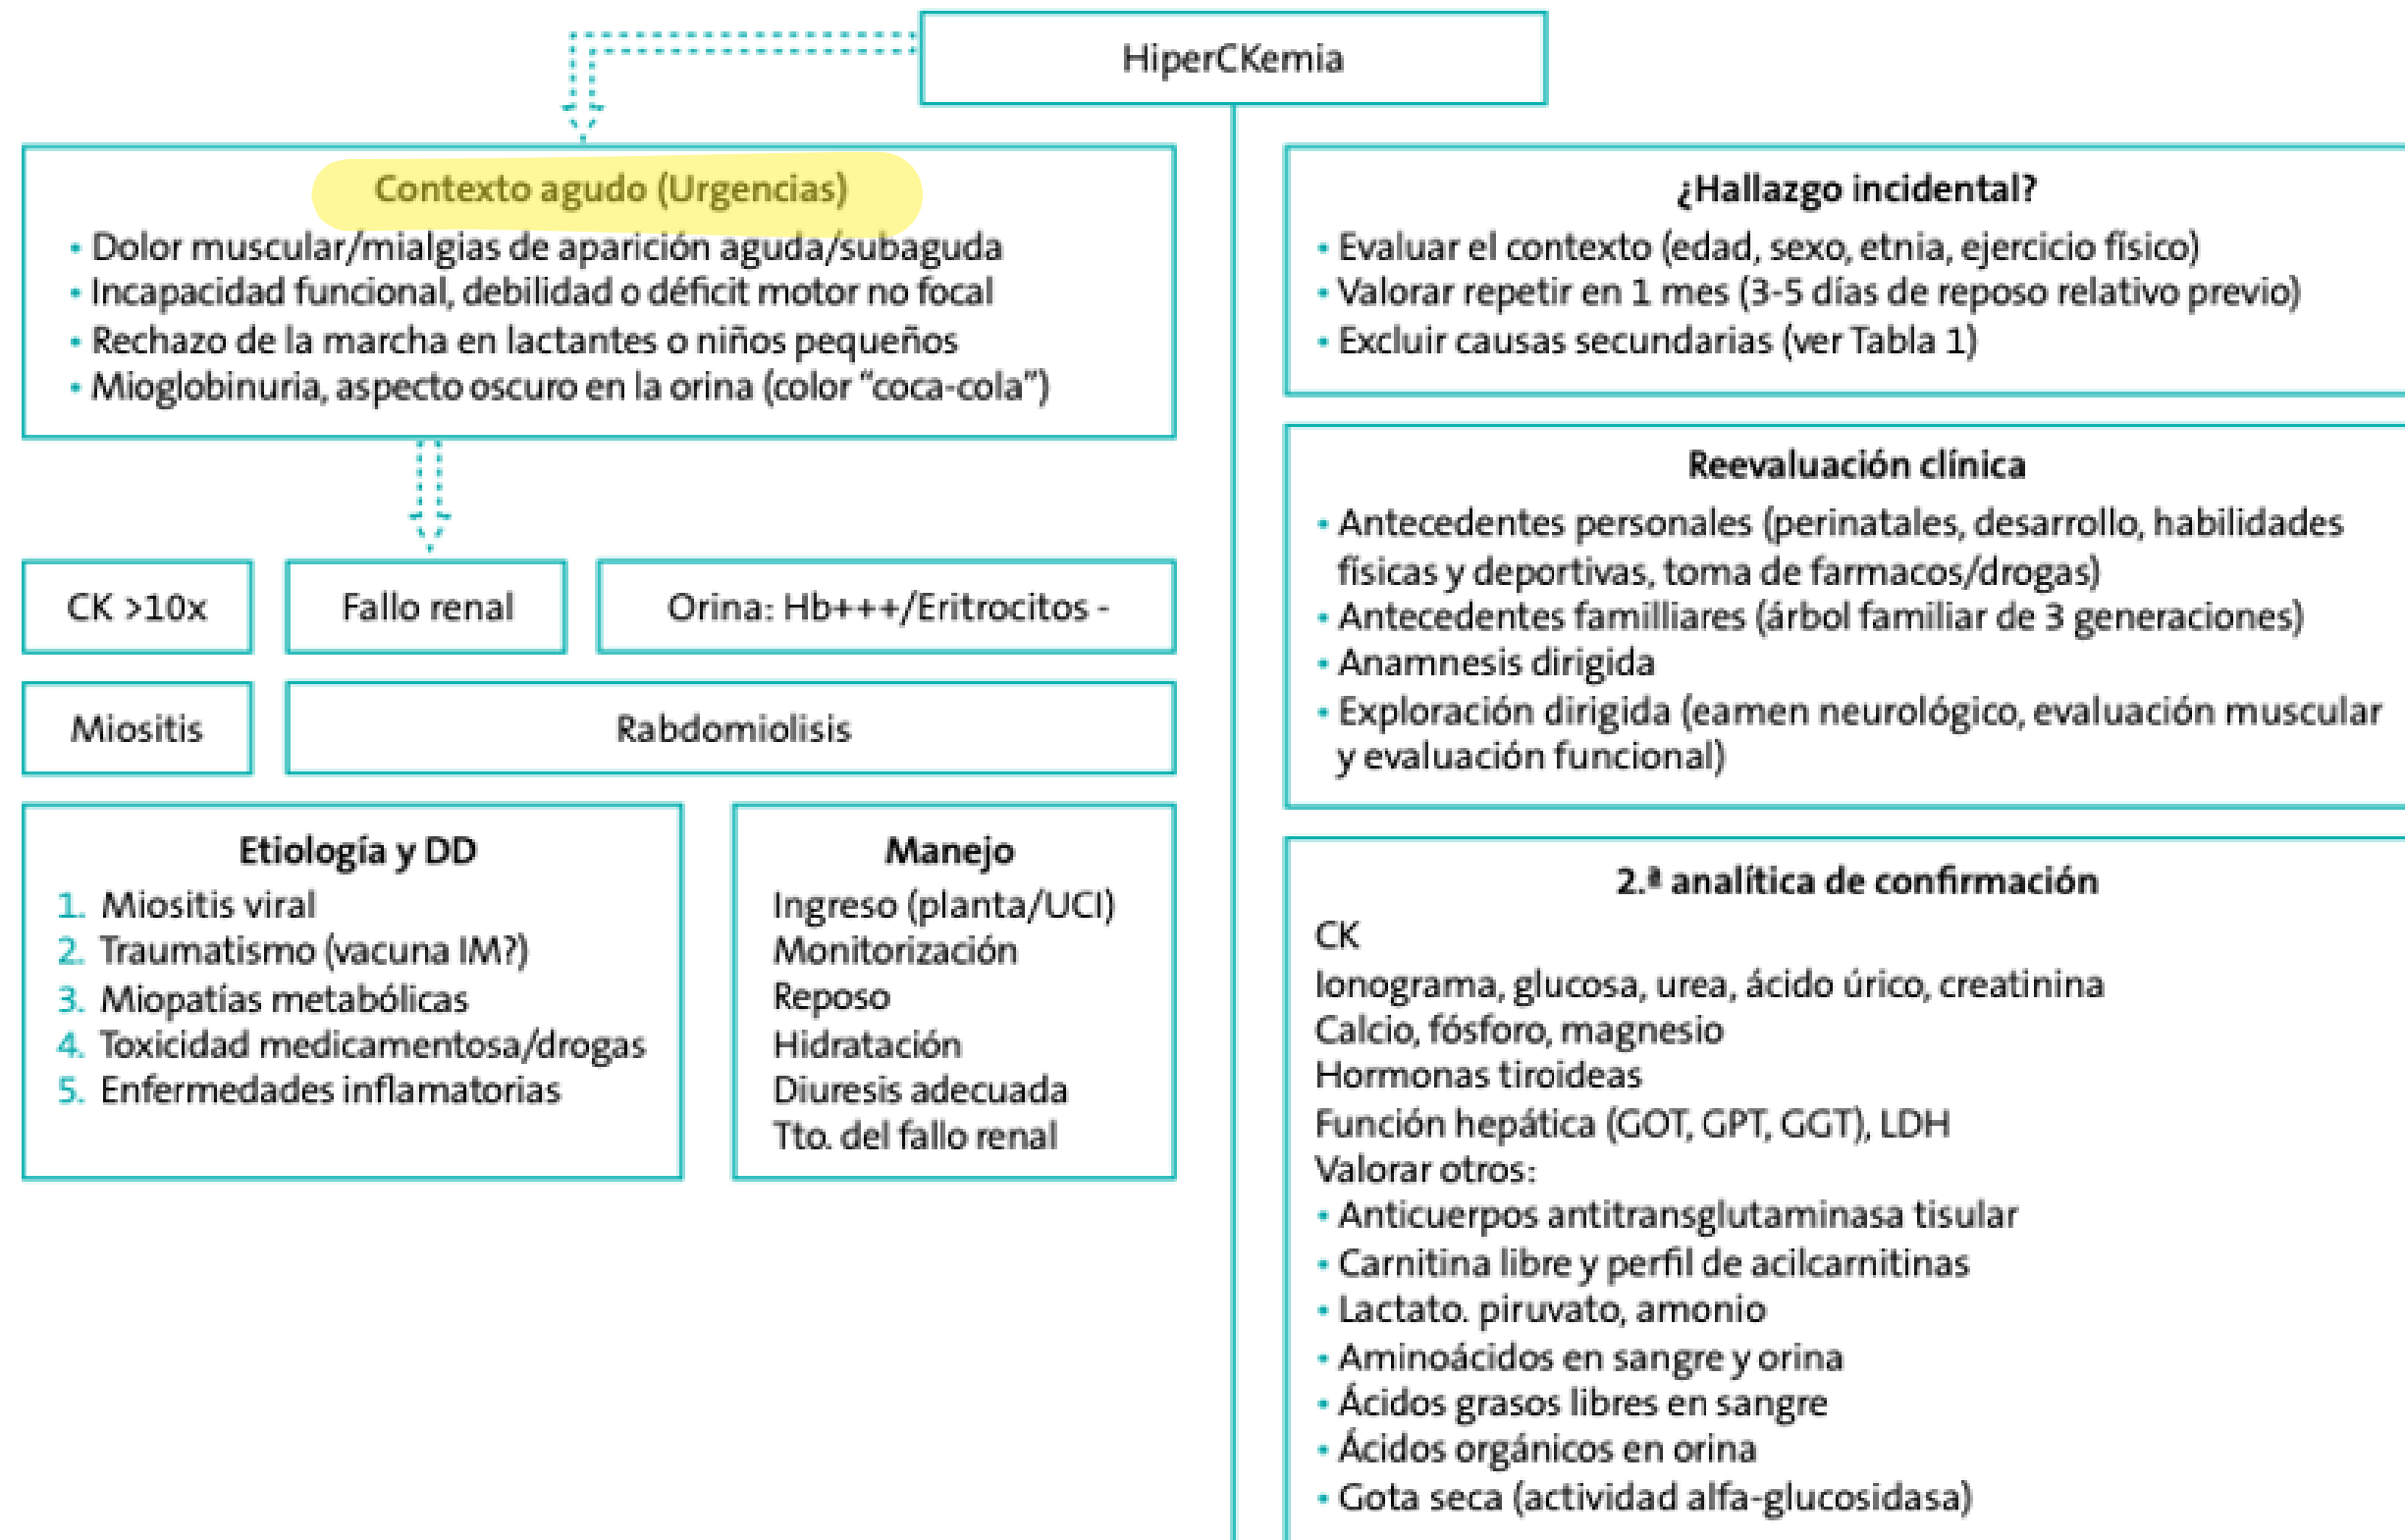 HiperCKemia
Contexto agudo (Urgencias)
• Dolor muscular/mialgias de aparición aguda/subaguda
• Incapacidad funcional, debilidad o déficit motor no focal
• Rechazo de la marcha en lactantes o niños pequeños
• Mioglobinuria, aspecto oscuro en la orina (color "coca-cola")
CK >10x
Fallo renal
Orina: Hb+++/Eritrocitos -
Miositis
Rabdomiolisis
Etiología y DD
1. Miositis viral
2. Traumatismo (vacuna IM?)
3. Miopatías metabólicas
4. Toxicidad medicamentosa/drogas
5. Enfermedades inflamatorias
Manejo
Ingreso (planta/UCI)
Monitorización
Reposo
Hidratación
Diuresis adecuada
Tto. del fallo renal
¿Hallazgo incidental?
• Evaluar el contexto (edad, sexo, etnia, ejercicio físico)
• Valorar repetir en 1 mes (3-5 días de reposo relativo previo)
• Excluir causas secundarias (ver Tabla 1)
Reevaluación clínica
• Antecedentes personales (perinatales, desarrollo, habilidades
físicas y deportivas, toma de farmacos/drogas)
• Antecedentes familliares (árbol familiar de 3 generaciones)
• Anamnesis dirigida
• Exploración dirigida (eamen neurológico, evaluación muscular
y evaluación funcional)
2.ª analítica de confirmación
CK
Ionograma, glucosa, urea, ácido úrico, creatinina
Calcio, fósforo, magnesio
Hormonas tiroideas
Función hepática (GOT, GPT, GGT), LDH
Valorar otros:
• Anticuerpos antitransglutaminasa tisular
• Carnitina libre y perfil de acilcarnitinas
• Lactato. piruvato, amonio
• Aminoácidos en sangre y orina
• Ácidos grasos libres en sangre
• Ácidos orgánicos en orina
• Gota seca (actividad alfa-glucosidasa)